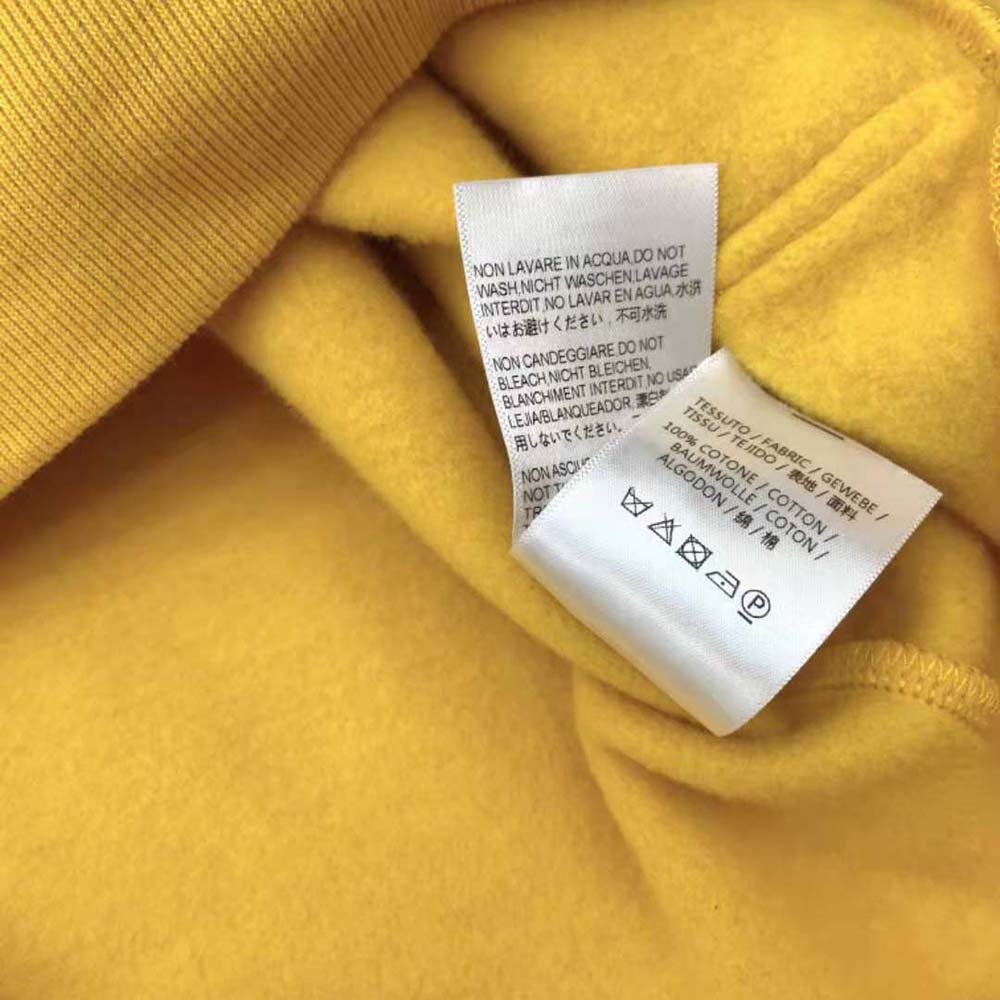 NON LAVARE IN ACQUA,DO NOT
WASH,NICHT WASCHEN,LAVAGE
INTERDIT,NO LAVAR EN AGUA,水洗
いはお避けください, 不可水洗
NON CANDEGGIARE,DO NOT
BLEACH,NICHT BLEICHEN,
BLANCHIMENT INTERDIT,NO
LEJIA/BLANQUEADOR, 漂白
用しないでください。
NON
NOT
TESSUTO / FABRIC / GEWEBE /
TISSU / TEJIDO / 表地 / 面料
100% COTONE / COTTON /
BAUMWOLLE / COTON /
ALGODON / 綿 / 棉
P